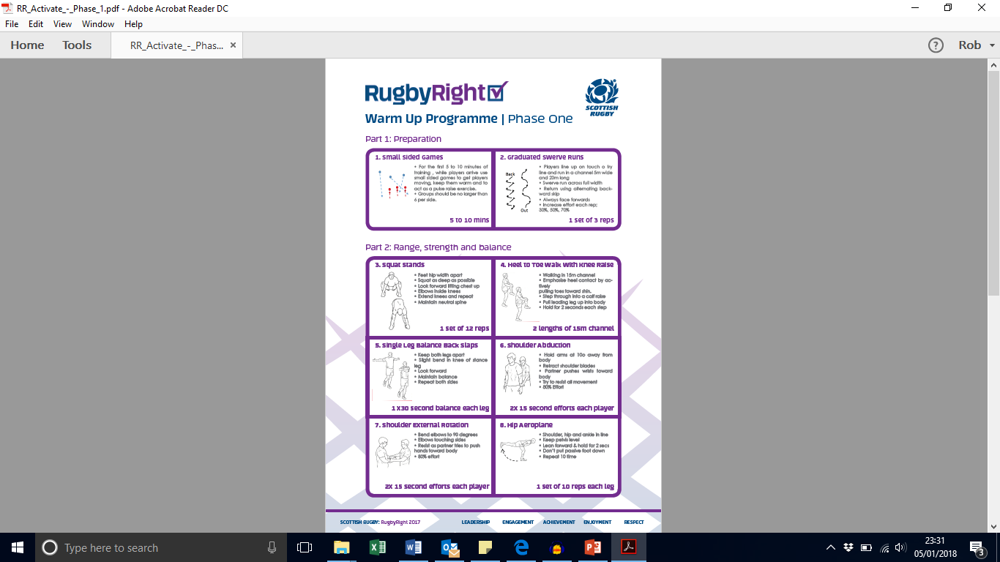 RR_Activate_-_Phase_1.pdf - Adobe Acrobat Reader DC
File Edit View Window Help
Home Tools RR_Activate_-_Phas... × ? Rob
RugbyRight
SCOTTISH
RUGBY
Warm Up Programme | Phase One
Part 1: Preparation
1. Small Sided Games
• For the first 5 to 10 minutes of
training , while players arrive use
small sided games to get players
moving, keep them warm and to
act as a pulse raise exercise.
• Groups should be no larger than
6 per side.
5 to 10 mins
2. Graduated Swerve Runs
Back
Out
• Players line up on touch o try
line and run in a channel 5m wide
and 20m long
• Swerve run across full width
• Return using alternating back-
ward skip
• Always face forwards
• Increase effort each rep;
30%, 50%, 70%
1 set of 3 reps
Part 2: Range, strength and balance
3. Squat Stands
• Feet hip width apart
• Squat as deep as possible
• Look forward lifting chest up
• Elbows inside knees
• Extend knees and repeat
• Maintain neutral spine
1 set of 12 reps
4. Heel to Toe Walk With Knee Raise
• Walking in 15m channel
• Emphasise heel contact by ac-
tively
pulling toes toward shin.
• Step through into a calf raise
• Pull leading leg up into body
• Hold for 2 seconds each step
2 lengths of 15m channel
5. Single Leg Balance Back Slaps
• Keep both legs apart
• Slight bend in knee of stance
leg
• Look forward
• Maintain balance
• Repeat both sides
1 X30 second balance each leg
6. Shoulder Abduction
• Hold arms at 10o away from
body
• Retract shoulder blades
• Partner pushes wrists toward
body
• Try to resist all movement
• 80% Effort
2X 15 second efforts each player
7. Shoulder External Rotation
• Bend elbows to 90 degrees
• Elbows touching sides
• Resist as partner tries to push
hands toward body
• 80% effort
2X 15 second efforts each player
8. Hip Aeroplane
• Shoulder, hip and ankle in line
• Keep pelvis level
• Lean forward & hold for 2 secs
• Don't put passive foot down
• Repeat 10 time
1 set of 10 reps each leg
SCOTTISH RUGBY: RugbyRight 2017 LEADERSHIP ENGAGEMENT ACHIEVEMENT ENJOYMENT RESPECT
Type here to search
23:31
05/01/2018
3